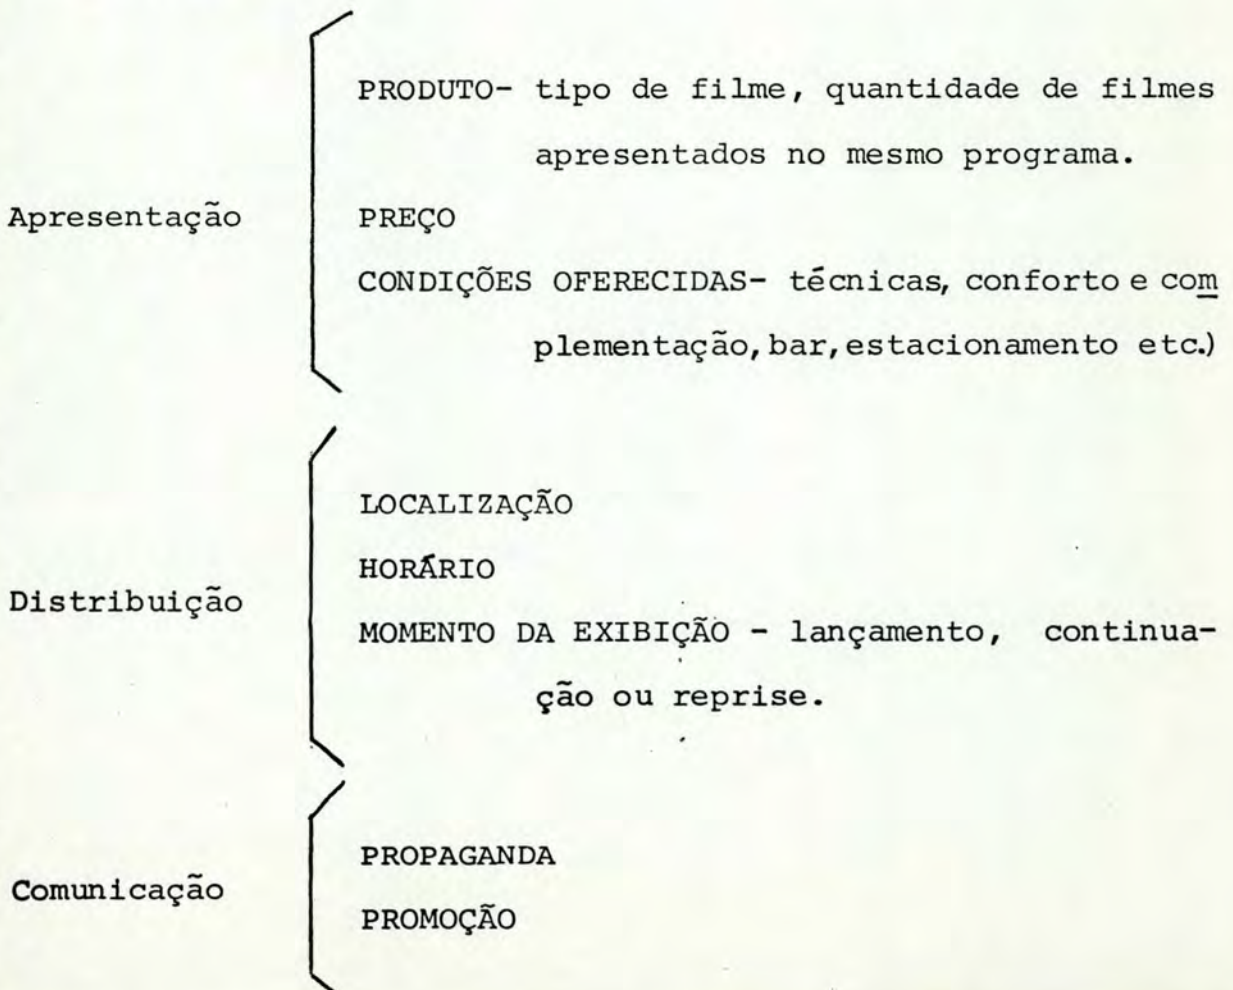 PRODUTO- tipo de filme, quantidade de filmes
apresentados no mesmo programa.
Apresentação
PREÇO
CONDIÇÕES OFERECIDAS- técnicas, conforto e com
plementação, bar, estacionamento etc.)
LOCALIZAÇÃO
HORÁRIO
Distribuição
MOMENTO DA EXIBIÇÃO - lançamento, continua-
ção ou reprise.
PROPAGANDA
Comunicação
PROMOÇÃO